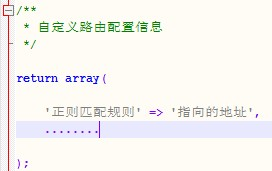 /**
 * 自定义路由配置信息
 */
return array(
'正则匹配规则' => '指向的地址',
........
);